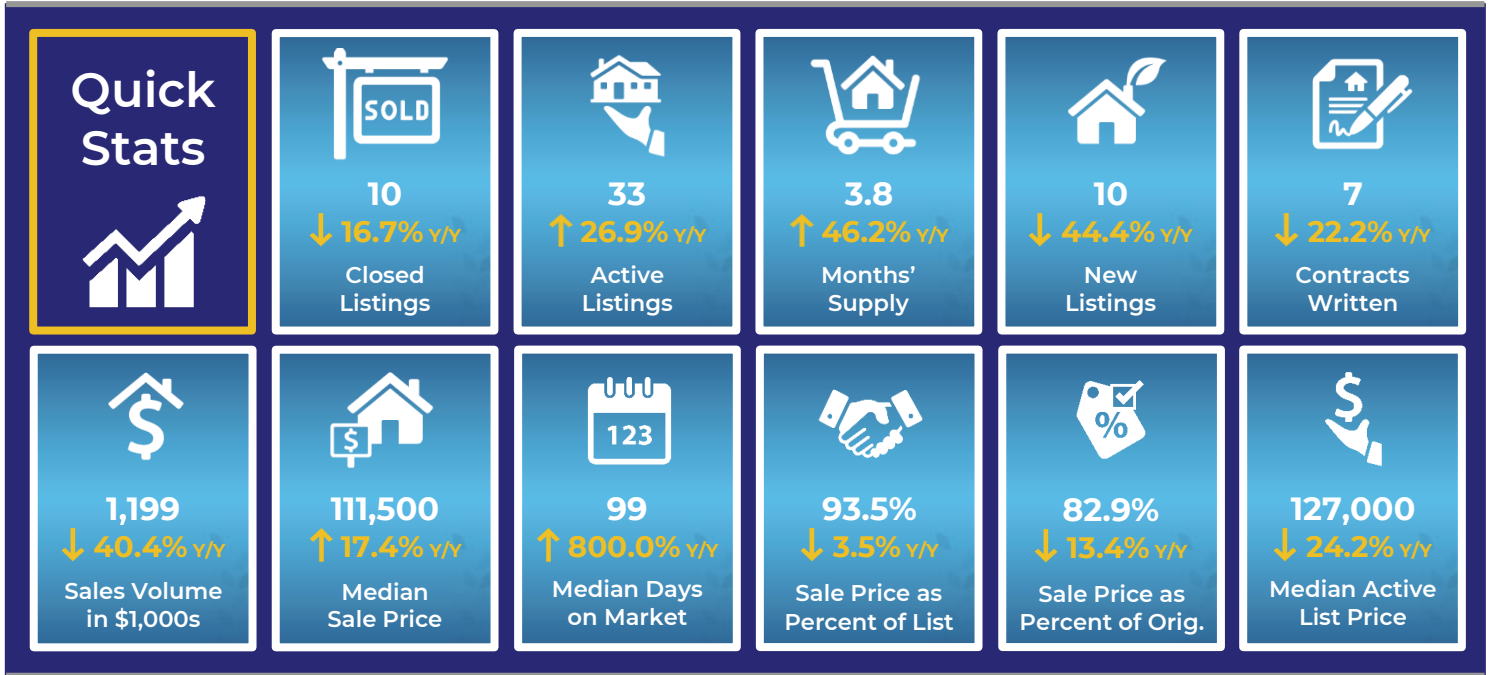 Quick
Stats
SOLD
10
↓ 16.7% Y/Y
Closed
Listings
33
↑ 26.9% Y/Y
Active
Listings
3.8
↑ 46.2% Y/Y
Months’
Supply
10
↓ 44.4% Y/Y
New
Listings
7
↓ 22.2% Y/Y
Contracts
Written
$
1,199
↓ 40.4% Y/Y
Sales Volume
in $1,000s
$
111,500
↑ 17.4% Y/Y
Median
Sale Price
123
99
↑ 800.0% Y/Y
Median Days
on Market
93.5%
↓ 3.5% Y/Y
Sale Price as
Percent of List
%
82.9%
↓ 13.4% Y/Y
Sale Price as
Percent of Orig.
$
127,000
↓ 24.2% Y/Y
Median Active
List Price